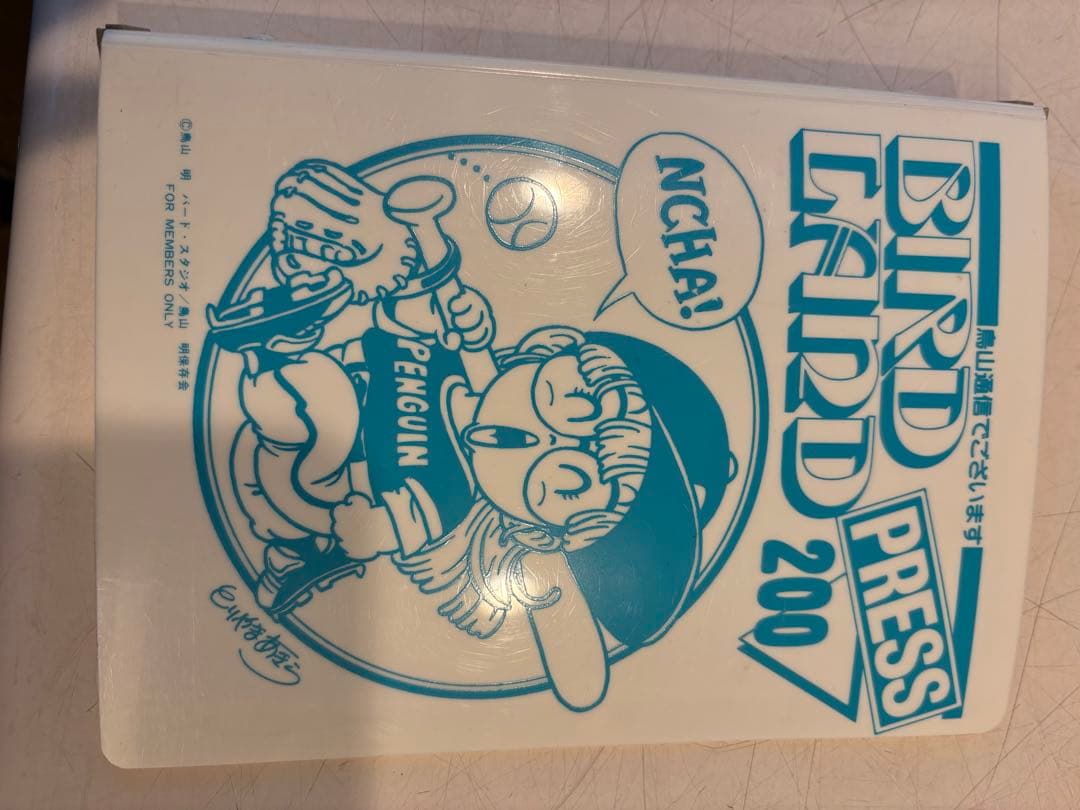 鳥山通信でございます
BIRD
LAND
PRESS
200
NCHA!
PENGUIN
とりやまあきら
©鳥山 明 バード・スタジオ/鳥山 明保存会
FOR MEMBERS ONLY